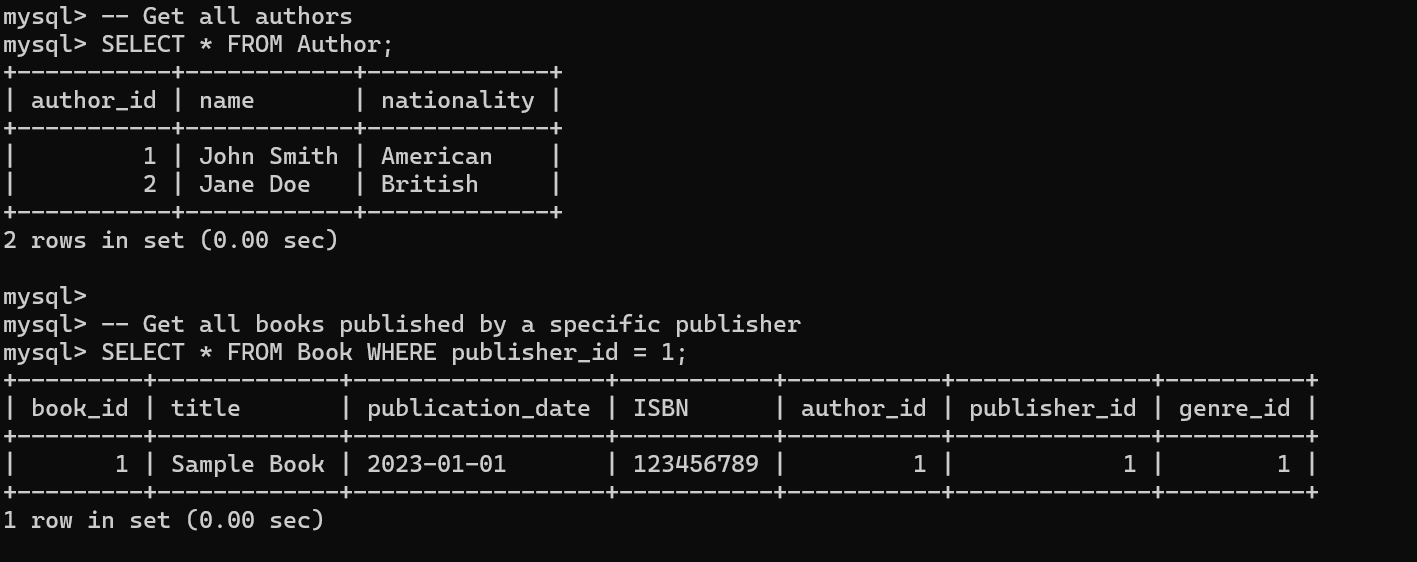 mysql> -- Get all authors
mysql> SELECT * FROM Author;
+-----------+------------+-------------+
| author_id | name       | nationality |
+-----------+------------+-------------+
|         1 | John Smith | American    |
|         2 | Jane Doe   | British     |
+-----------+------------+-------------+
2 rows in set (0.00 sec)

mysql>
mysql> -- Get all books published by a specific publisher
mysql> SELECT * FROM Book WHERE publisher_id = 1;
+---------+-------------+------------------+-----------+-----------+--------------+----------+
| book_id | title       | publication_date | ISBN      | author_id | publisher_id | genre_id |
+---------+-------------+------------------+-----------+-----------+--------------+----------+
|       1 | Sample Book | 2023-01-01       | 123456789 |         1 |            1 |        1 |
+---------+-------------+------------------+-----------+-----------+--------------+----------+
1 row in set (0.00 sec)